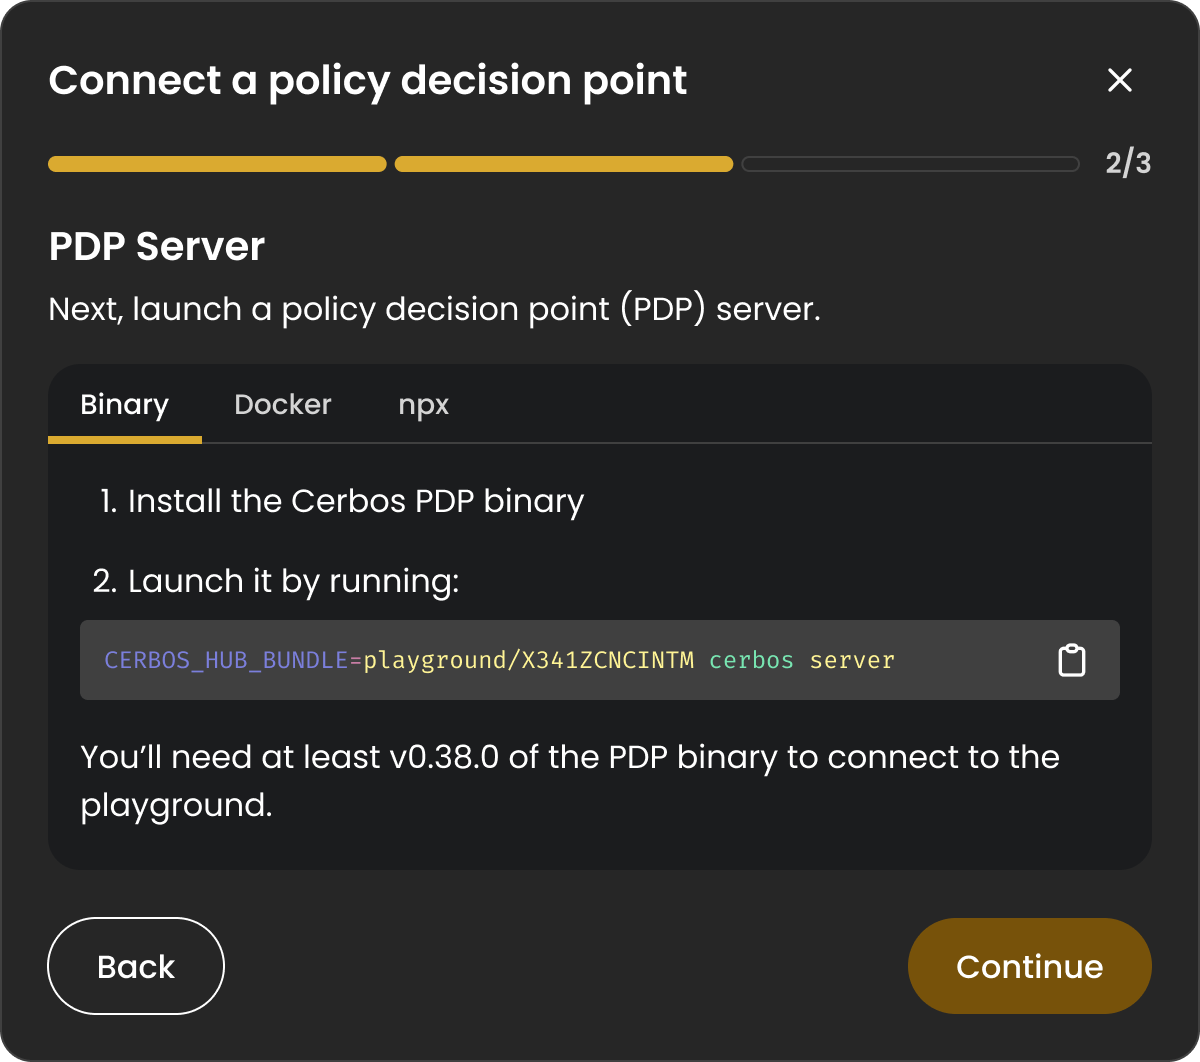 Connect a policy decision point
2/3
PDP Server
Next, launch a policy decision point (PDP) server.
Binary Docker npx
1. Install the Cerbos PDP binary
2. Launch it by running:
CERBOS_HUB_BUNDLE=playground/X341ZCNCINTM cerbos server
You’ll need at least v0.38.0 of the PDP binary to connect to the
playground.
Back Continue